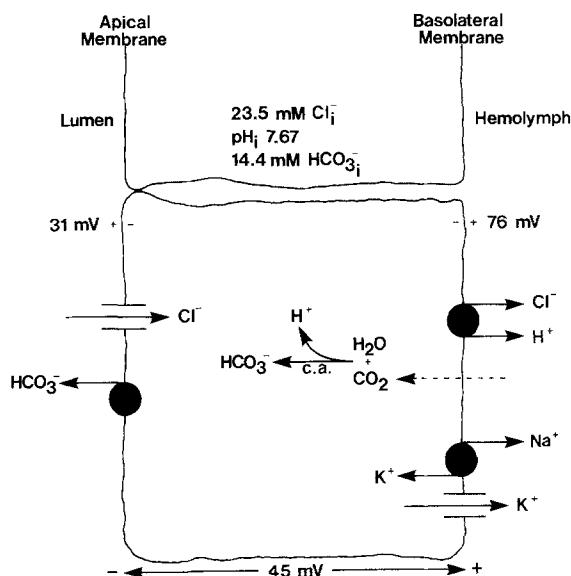 Apical
Membrane
Basolateral
Membrane
Lumen
23.5 mM Cl⁻ᵢ
pHᵢ 7.67
14.4 mM HCO₃⁻ᵢ
Hemolymph
31 mV + -
- + 76 mV
Cl⁻
Cl⁻
H⁺
H⁺
H₂O
+
HCO₃⁻
HCO₃⁻
c.a.
CO₂
Na⁺
K⁺
K⁺
- 45 mV +